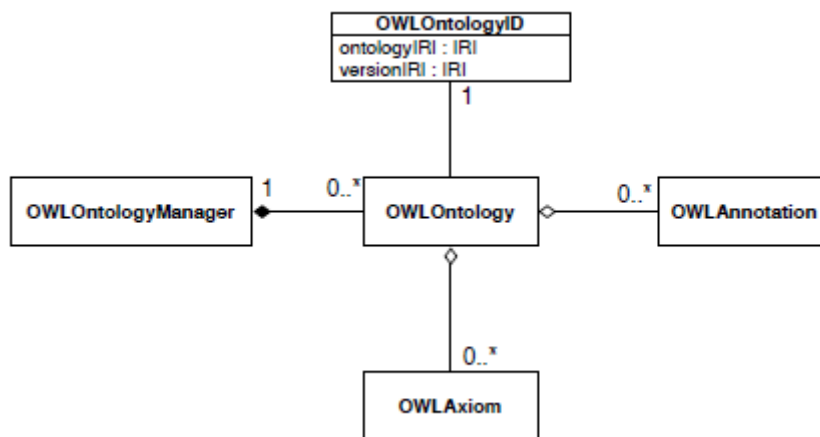 OWLOntologyID
ontologyIRI : IRI
versionIRI : IRI
1
OWLOntologyManager
1
0..*
OWLOntology
0..*
OWLAnnotation
0..*
OWLAxiom